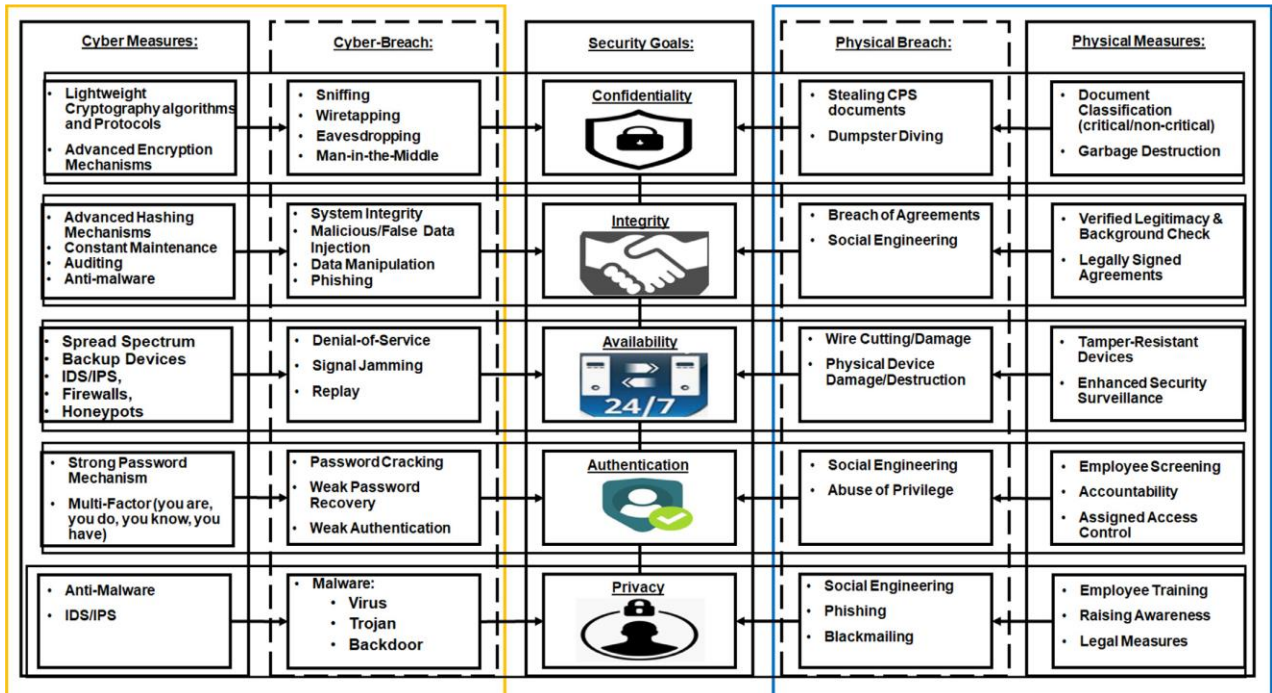 Cyber Measures:
Cyber-Breach:
Security Goals:
Physical Breach:
Physical Measures:
• Lightweight
Cryptography algorithms
and Protocols
• Advanced Encryption
Mechanisms
• Sniffing
• Wiretapping
• Eavesdropping
• Man-in-the-Middle
Confidentiality
• Stealing CPS
documents
• Dumpster Diving
• Document
Classification
(critical/non-critical)
• Garbage Destruction
• Advanced Hashing
Mechanisms
• Constant Maintenance
• Auditing
• Anti-malware
• System Integrity
• Malicious/False Data
Injection
• Data Manipulation
• Phishing
Integrity
• Breach of Agreements
• Social Engineering
• Verified Legitimacy &
Background Check
• Legally Signed
Agreements
• Spread Spectrum
• Backup Devices
• IDS/IPS,
• Firewalls,
• Honeypots
• Denial-of-Service
• Signal Jamming
• Replay
Availability
24/7
• Wire Cutting/Damage
• Physical Device
Damage/Destruction
• Tamper-Resistant
Devices
• Enhanced Security
Surveillance
• Strong Password
Mechanism
• Multi-Factor (you are,
you do, you know, you
have)
• Password Cracking
• Weak Password
Recovery
• Weak Authentication
Authentication
• Social Engineering
• Abuse of Privilege
• Employee Screening
• Accountability
• Assigned Access
Control
• Anti-Malware
• IDS/IPS
• Malware:
• Virus
• Trojan
• Backdoor
Privacy
• Social Engineering
• Phishing
• Blackmailing
• Employee Training
• Raising Awareness
• Legal Measures